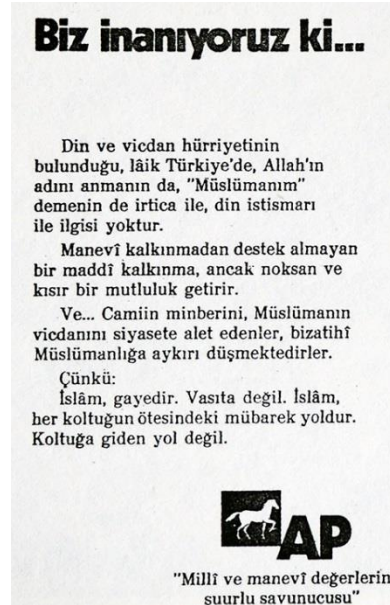 Biz inanıyoruz ki...
Din ve vicdan hürriyetinin
bulunduğu, lâik Türkiye'de, Allah'ın
adını anmanın da, "Müslümanım"
demenin de irtica ile, din istismarı
ile ilgisi yoktur.
Manevî kalkınmadan destek almayan
bir maddî kalkınma, ancak noksan ve
kısır bir mutluluk getirir.
Ve... Camiin minberini, Müslümanın
vicdanını siyasete alet edenler, bizatihî
Müslümanlığa aykırı düşmektedirler.
Çünkü:
İslâm, gayedir. Vasıta değil. İslâm,
her koltuğun ötesindeki mübarek yoldur.
Koltuğa giden yol değil.
AP
"Millî ve manevî değerlerin
şuurlu savunucusu"